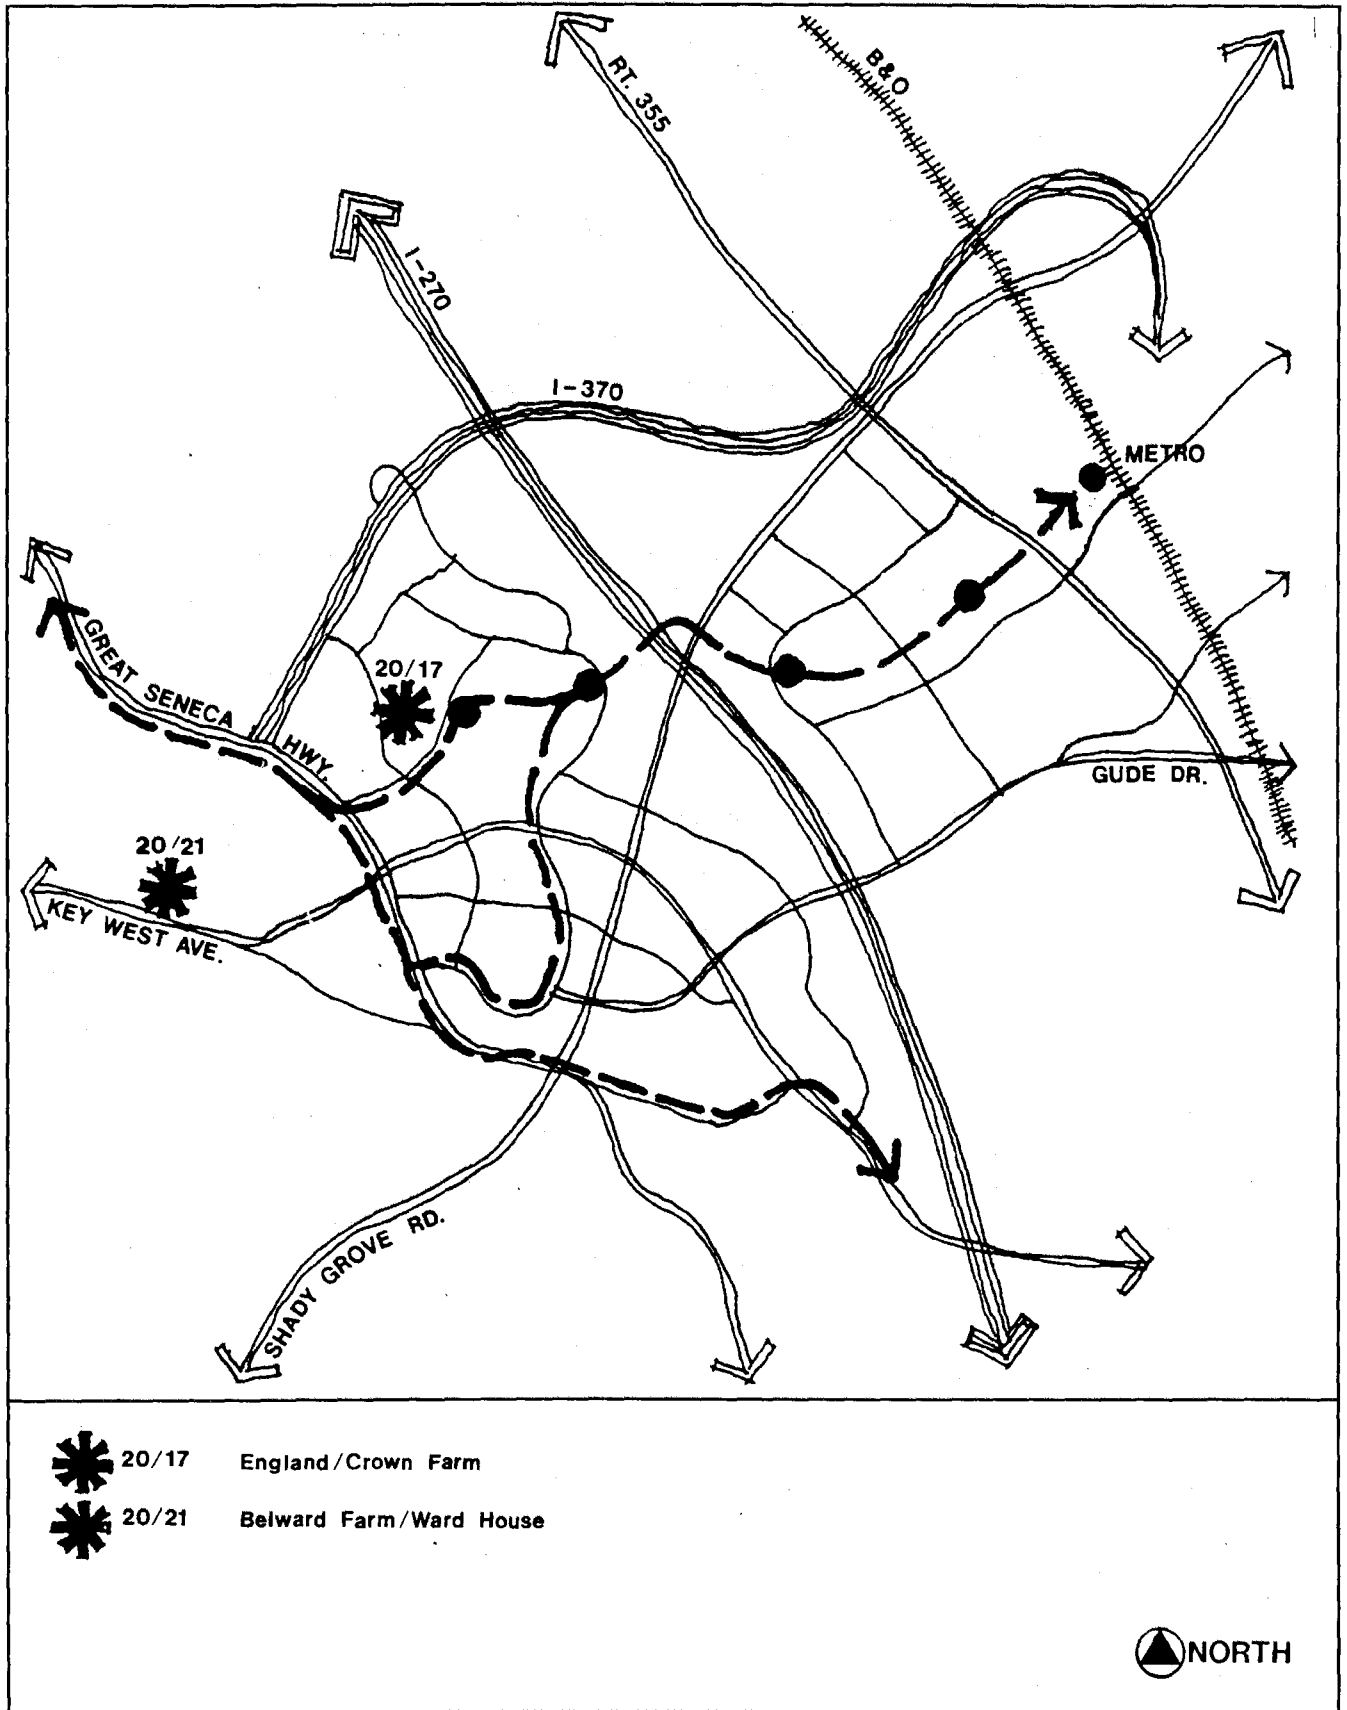 B&O
RT. 355
I-270
I-370
METRO
GREAT SENECA HWY.
20/17
GUDE DR.
20/21
KEY WEST AVE.
SHADY GROVE RD.
20/17 England/Crown Farm
20/21 Belward Farm/Ward House
NORTH